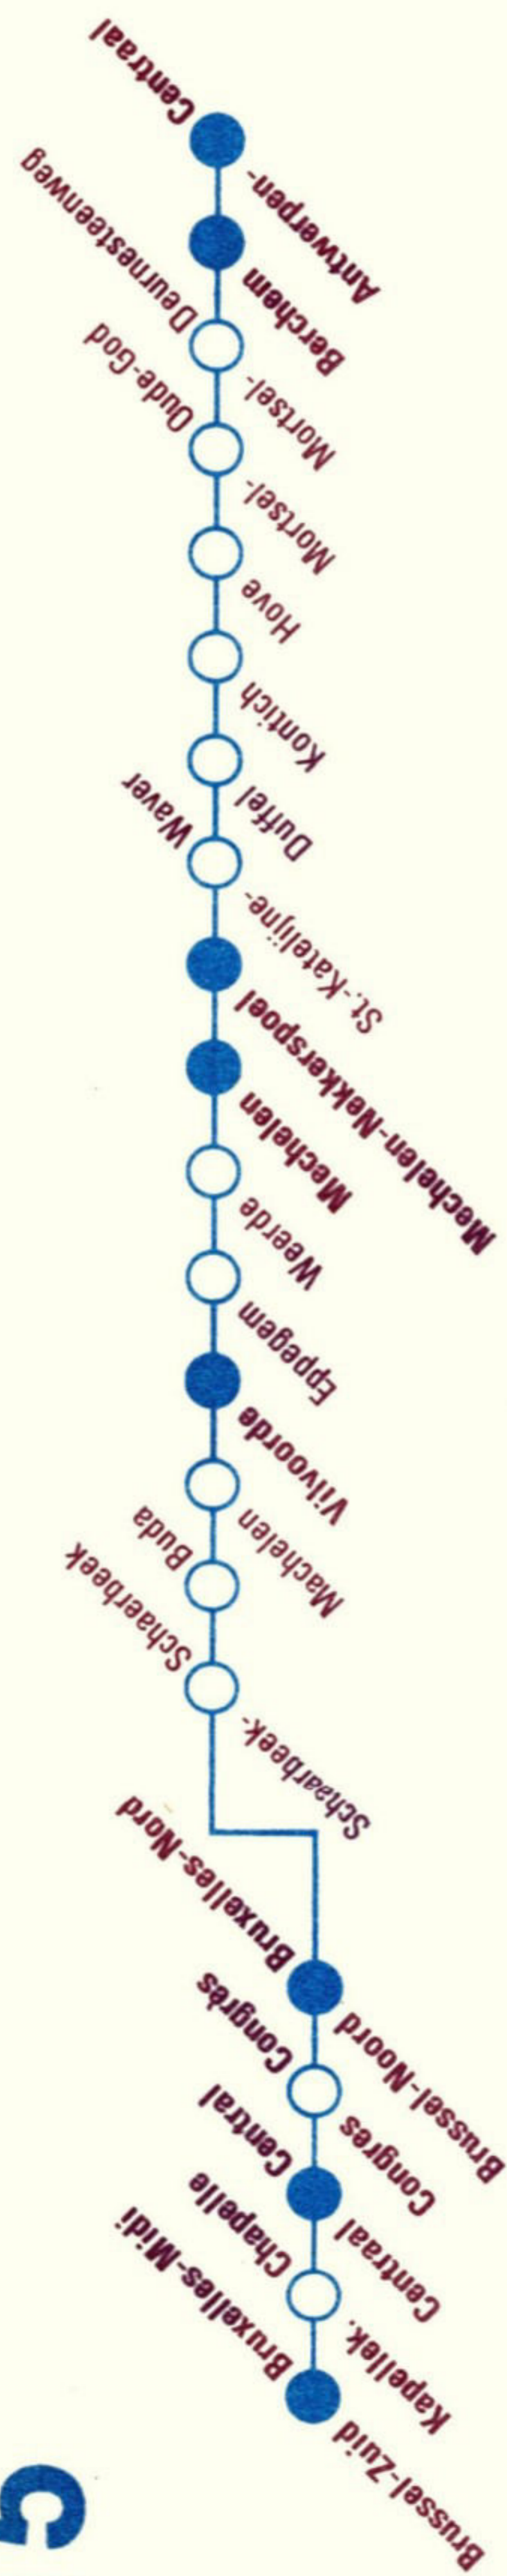 Brussel-Zuid
Bruxelles-Midi
Kapellek.
Chapelle
Centraal
Central
Congres
Congrès
Brussel-Noord
Bruxelles-Nord
Schaarbeek-
Schaerbeek
Buda
Machelen
Vilvoorde
Eppegem
Weerde
Mechelen
Mechelen-Nekkerspoel
St.-Katelijne-
Waver
Duffel
Kontich
Hove
Mortsel-
Oude-God
Mortsel-
Deurnesteenweg
Berchem
Antwerpen-
Centraal